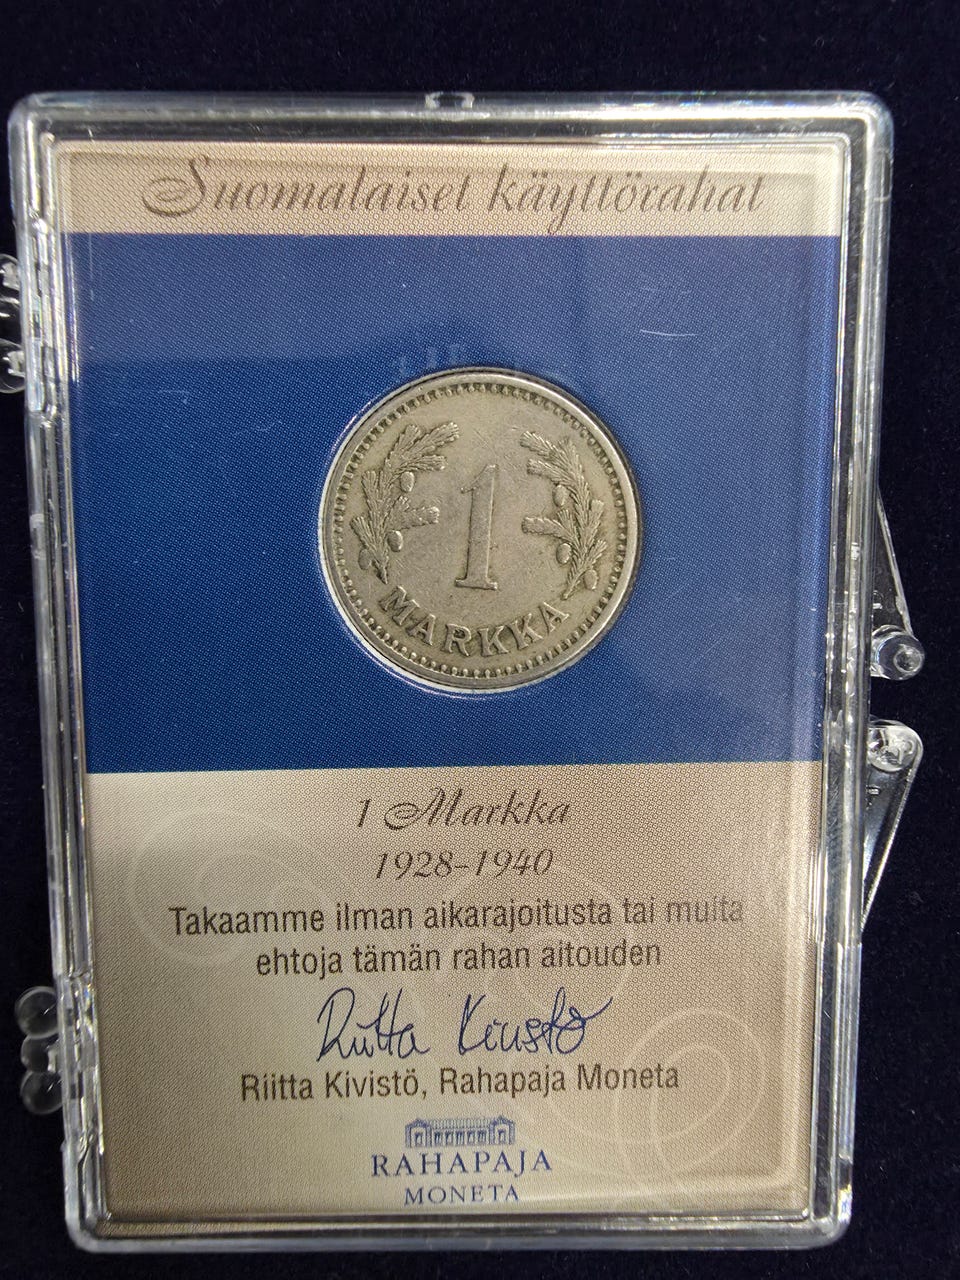 Suomalaiset käyttörahat
1
MARKKA
1 Markka
1928-1940
Takaamme ilman aikarajoitusta tai muita
ehtoja tämän rahan aitouden
Riitta Kivistö
Riitta Kivistö, Rahapaja Moneta
RAHAPAJA
MONETA